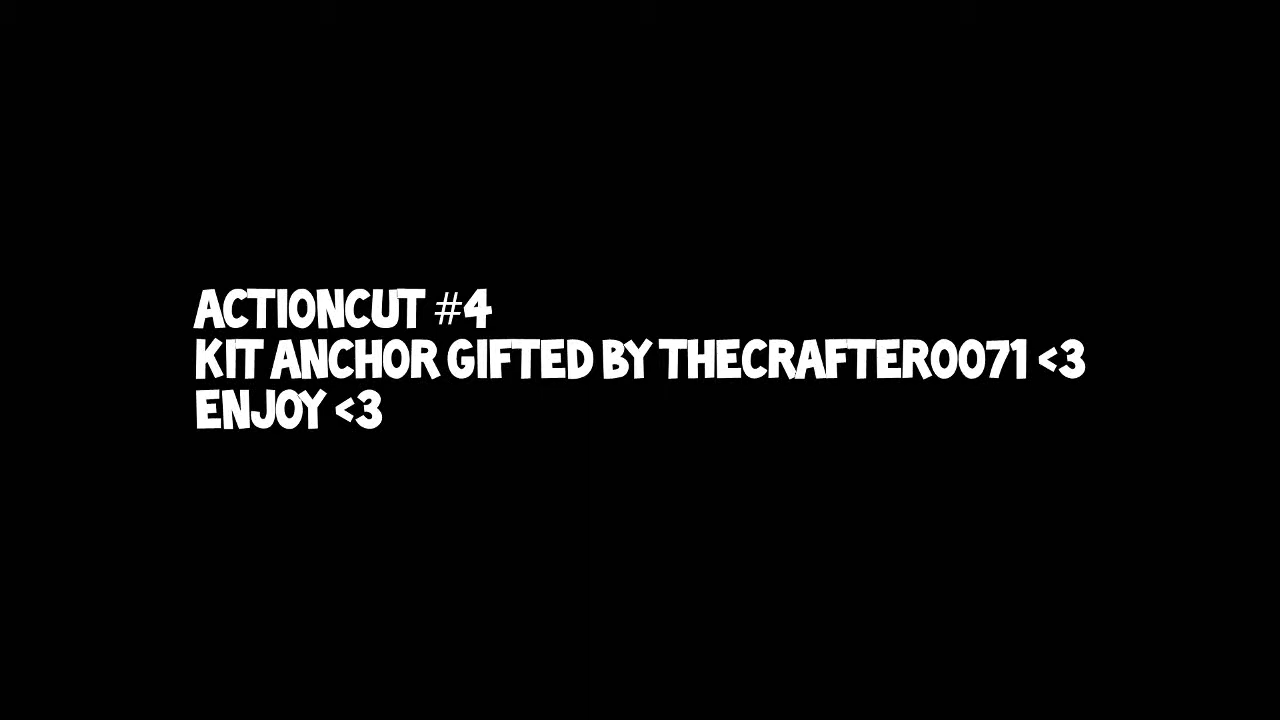 ACTIONCUT #4
KIT ANCHOR GIFTED BY THECRAFTER0071 <3
ENJOY <3